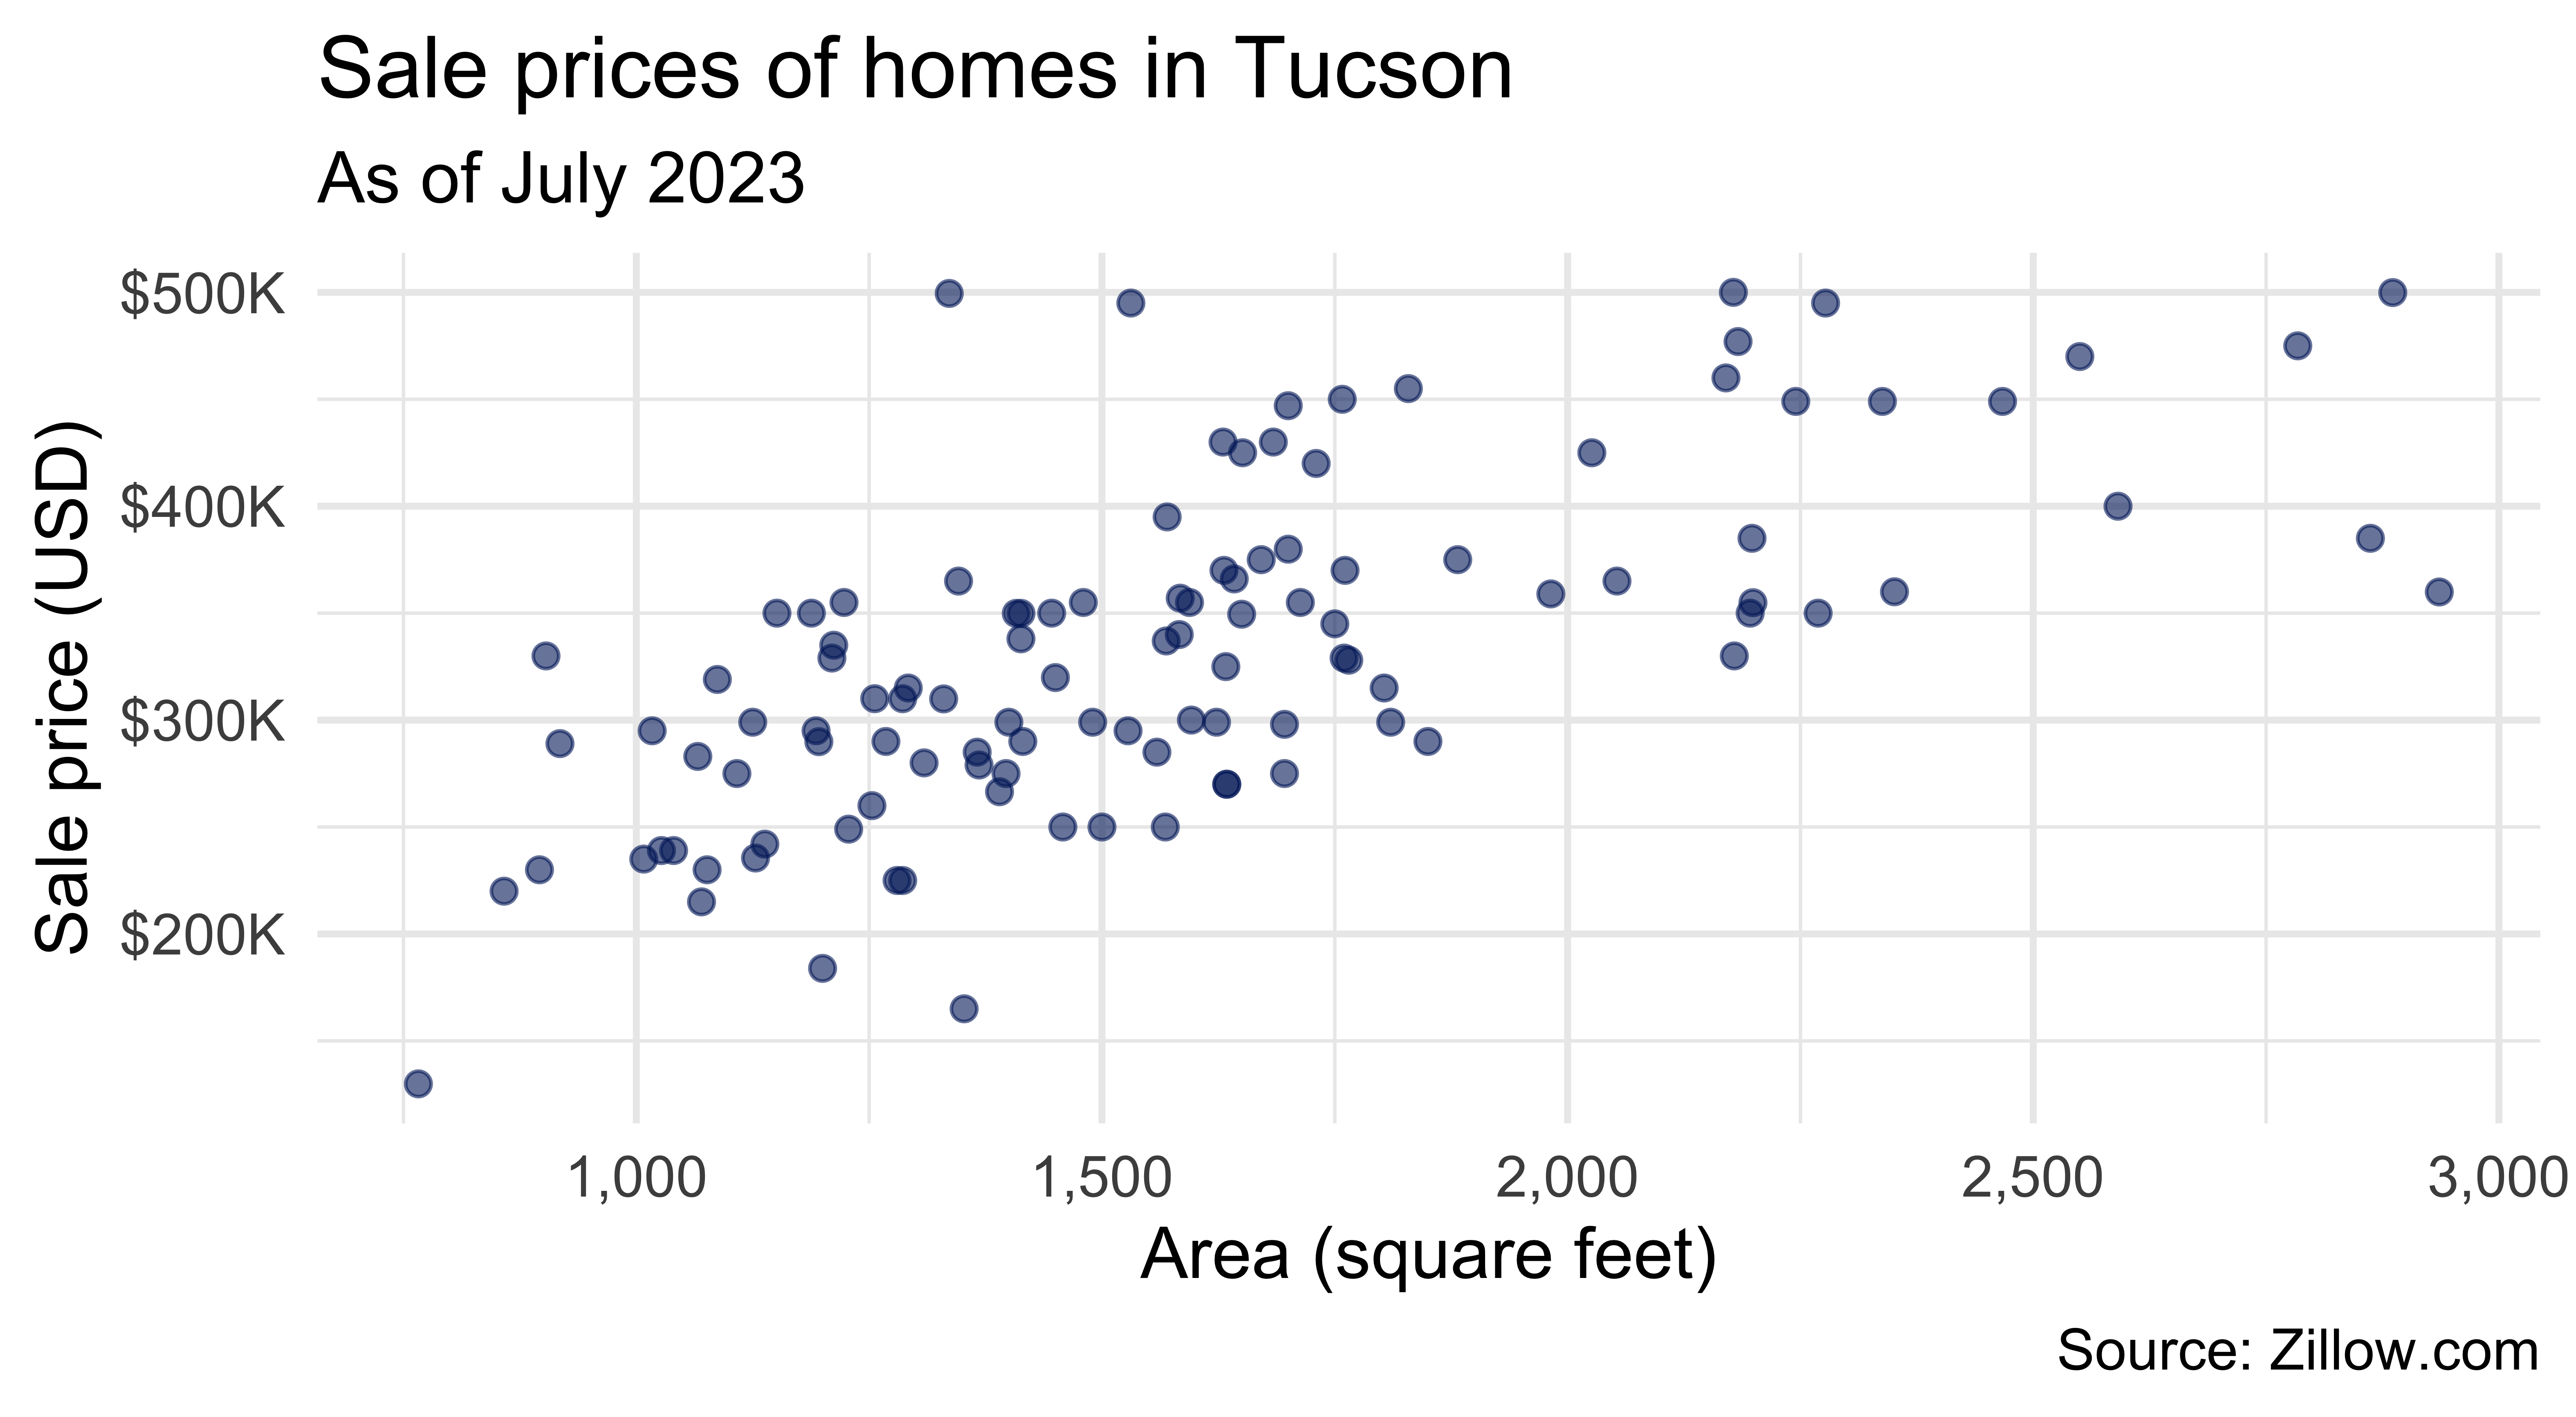 Sale prices of homes in Tucson
As of July 2023
Sale price (USD)
$500K
$400K
$300K
$200K
1,000 1,500 2,000 2,500 3,000
Area (square feet)
Source: Zillow.com